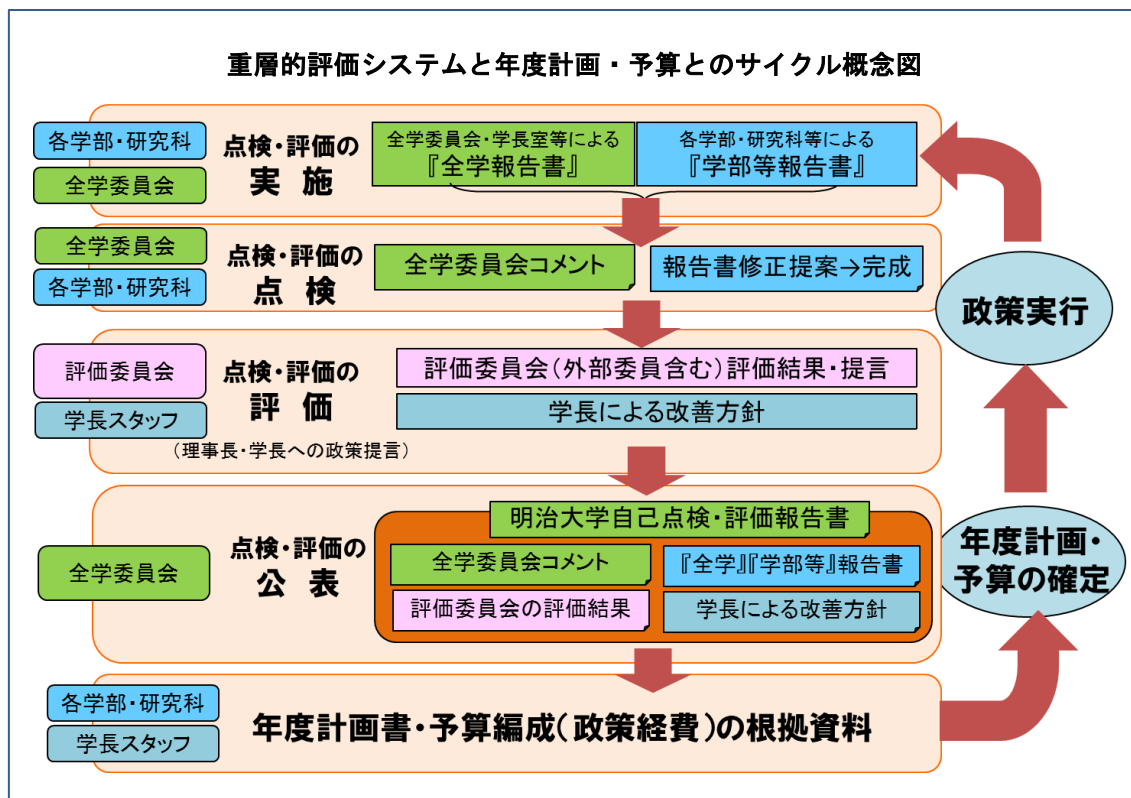 重層的評価システムと年度計画・予算とのサイクル概念図
各学部・研究科
全学委員会
点検・評価の
実 施
全学委員会・学長室等による
『全学報告書』
各学部・研究科等による
『学部等報告書』
全学委員会
各学部・研究科
点検・評価の
点 検
全学委員会コメント
報告書修正提案→完成
政策実行
評価委員会
学長スタッフ
点検・評価の
評 価
(理事長・学長への政策提言)
評価委員会(外部委員含む)評価結果・提言
学長による改善方針
全学委員会
点検・評価の
公 表
明治大学自己点検・評価報告書
全学委員会コメント
『全学』『学部等』報告書
評価委員会の評価結果
学長による改善方針
年度計画・
予算の確定
各学部・研究科
学長スタッフ
年度計画書・予算編成(政策経費)の根拠資料